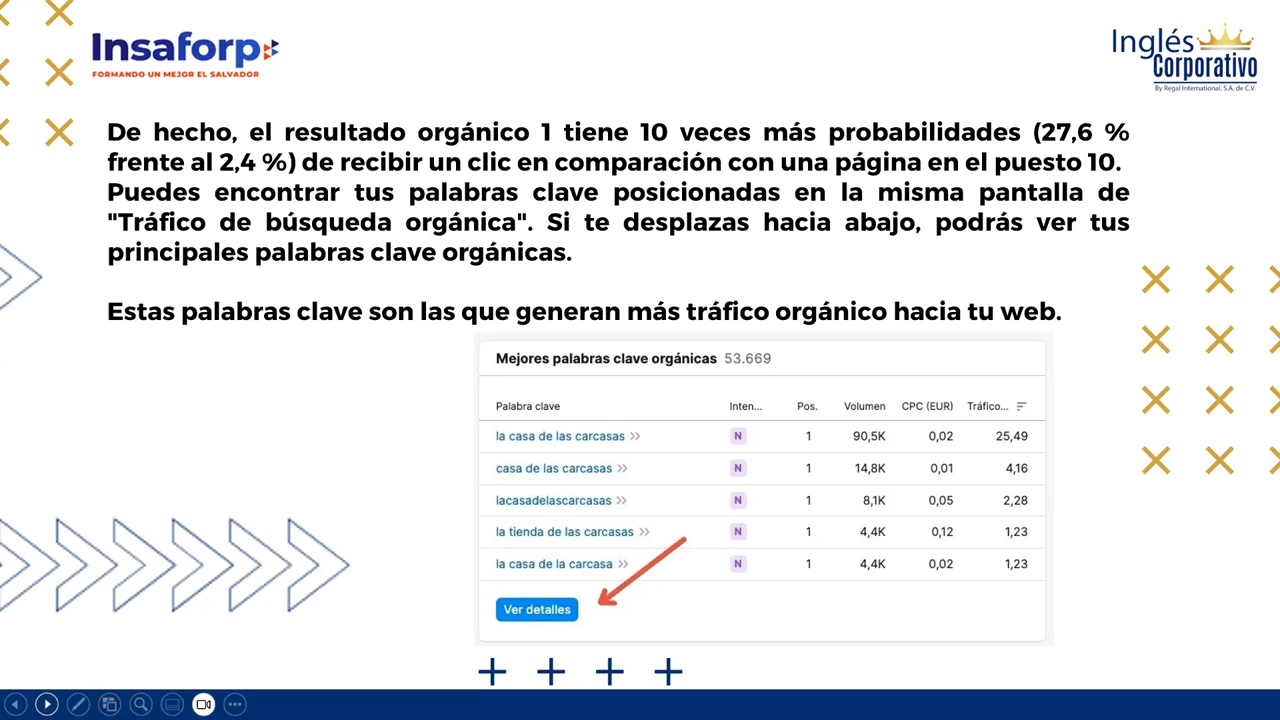 Insaforp
FORMANDO UN MEJOR EL SALVADOR
Inglés
Corporativo
By Regal International, S.A. de C.V.
De hecho, el resultado orgánico 1 tiene 10 veces más probabilidades (27,6 %
frente al 2,4 %) de recibir un clic en comparación con una página en el puesto 10.
Puedes encontrar tus palabras clave posicionadas en la misma pantalla de
"Tráfico de búsqueda orgánica". Si te desplazas hacia abajo, podrás ver tus
principales palabras clave orgánicas.
Estas palabras clave son las que generan más tráfico orgánico hacia tu web.
Mejores palabras clave orgánicas 53.669
Palabra clave Inten... Pos. Volumen CPC (EUR) Tráfico...
la casa de las carcasas N 1 90,5K 0,02 25,49
casa de las carcasas N 1 14,8K 0,01 4,16
lacasadelascarcasas N 1 8,1K 0,05 2,28
la tienda de las carcasas N 1 4,4K 0,12 1,23
la casa de la carcasa N 1 4,4K 0,02 1,23
Ver detalles